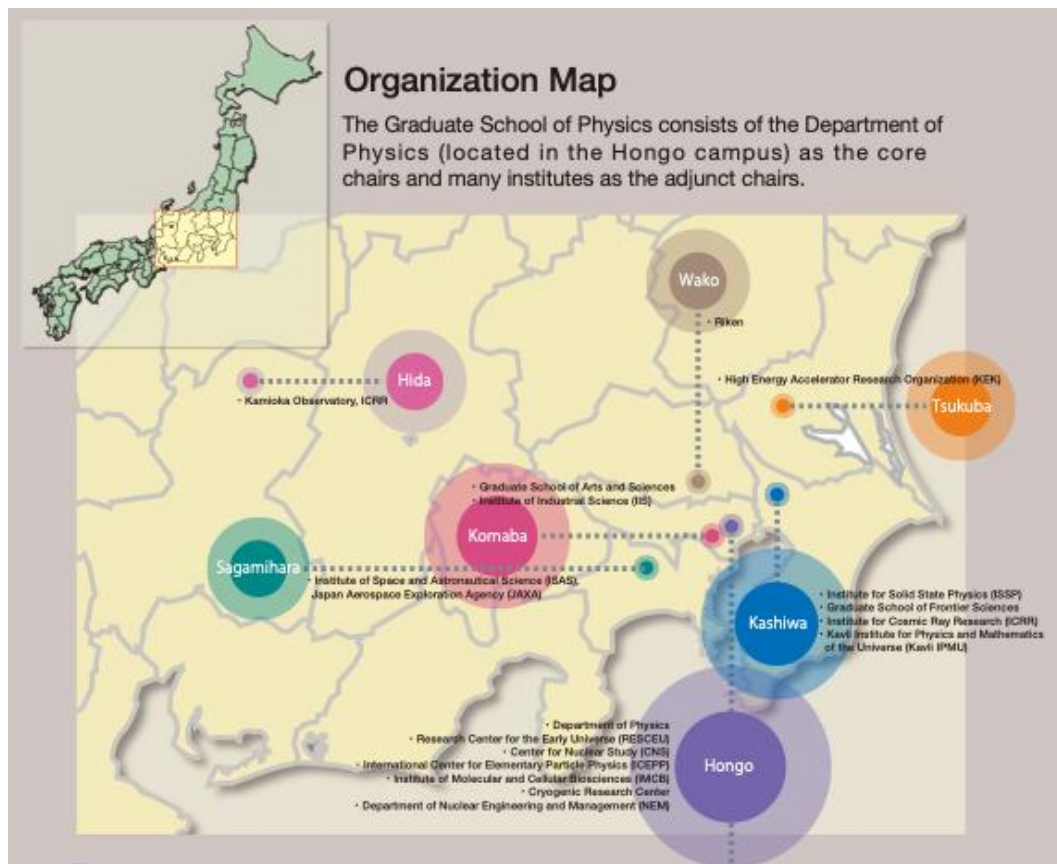 Organization Map
The Graduate School of Physics consists of the Department of
Physics (located in the Hongo campus) as the core
chairs and many institutes as the adjunct chairs.
Wako
・Riken
Hida
・Kamioka Observatory, ICRR
・High Energy Accelerator Research Organization (KEK)
Tsukuba
・Graduate School of Arts and Sciences
・Institute of Industrial Science (IIS)
Komaba
Sagamihara
・Institute of Space and Astronautical Science (ISAS),
Japan Aerospace Exploration Agency (JAXA)
Kashiwa
・Institute for Solid State Physics (ISSP)
・Graduate School of Frontier Sciences
・Institute for Cosmic Ray Research (ICRR)
・Kavli Institute for Physics and Mathematics
of the Universe (Kavli IPMU)
・Department of Physics
・Research Center for the Early Universe (RESCEU)
・Center for Nuclear Study (CNS)
・International Center for Elementary Particle Physics (ICEPP)
・Institute of Molecular and Cellular Biosciences (IMCB)
・Cryogenic Research Center
・Department of Nuclear Engineering and Management (NEM)
Hongo